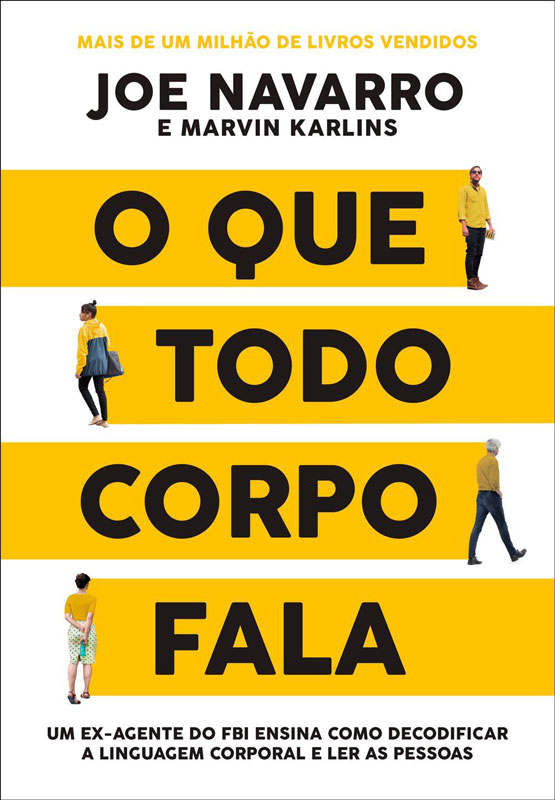 MAIS DE UM MILHÃO DE LIVROS VENDIDOS
JOE NAVARRO
E MARVIN KARLINS
O QUE
TODO
CORPO
FALA
UM EX-AGENTE DO FBI ENSINA COMO DECODIFICAR
A LINGUAGEM CORPORAL E LER AS PESSOAS